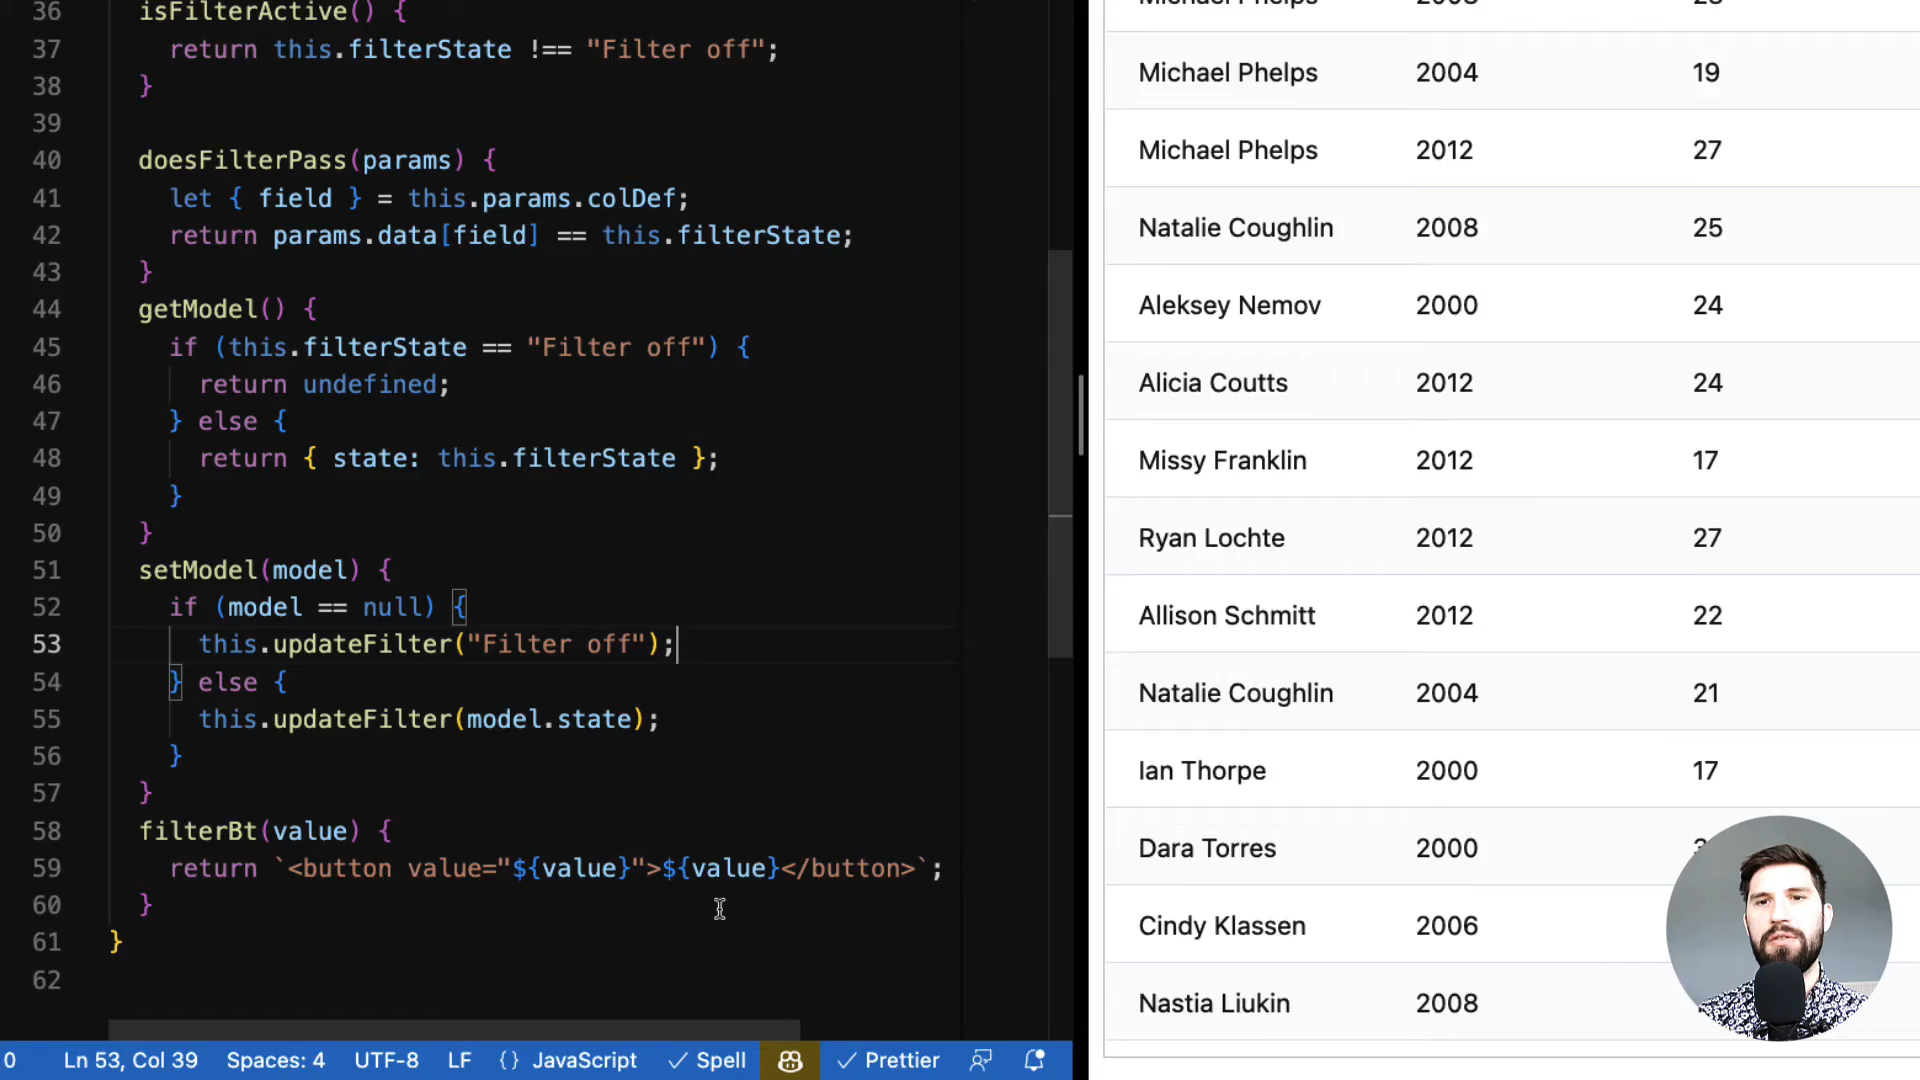 36 isFilterActive() {
37 return this.filterState !== "Filter off";
38 }
39
40 doesFilterPass(params) {
41 let { field } = this.params.colDef;
42 return params.data[field] == this.filterState;
43 }
44 getModel() {
45 if (this.filterState == "Filter off") {
46 return undefined;
47 } else {
48 return { state: this.filterState };
49 }
50 }
51 setModel(model) {
52 if (model == null) {
53 this.updateFilter("Filter off");
54 } else {
55 this.updateFilter(model.state);
56 }
57 }
58 filterBt(value) {
59 return `<button value="${value}">${value}</button>`;
60 }
61 }
62
0 Ln 53, Col 39 Spaces: 4 UTF-8 LF {} JavaScript Spell Prettier
Michael Phelps
Michael Phelps 2004 19
Michael Phelps 2012 27
Natalie Coughlin 2008 25
Aleksey Nemov 2000 24
Alicia Coutts 2012 24
Missy Franklin 2012 17
Ryan Lochte 2012 27
Allison Schmitt 2012 22
Natalie Coughlin 2004 21
Ian Thorpe 2000 17
Dara Torres 2000
Cindy Klassen 2006
Nastia Liukin 2008